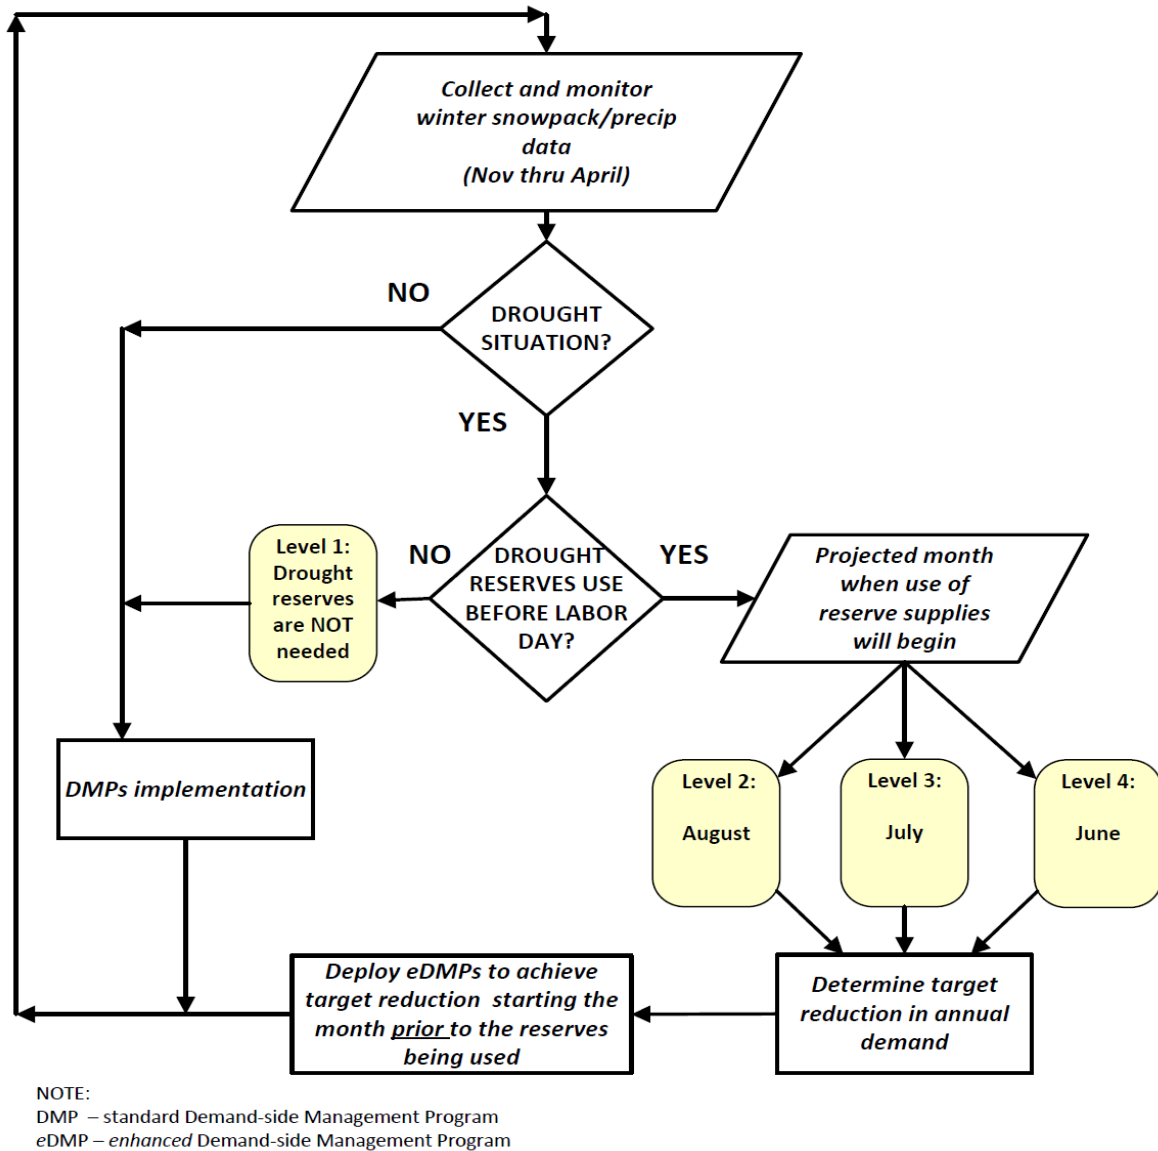 Collect and monitor
winter snowpack/precip
data
(Nov thru April)
NO
DROUGHT
SITUATION?
YES
Level 1:
Drought
reserves
are NOT
needed
NO
DROUGHT
RESERVES USE
BEFORE LABOR
DAY?
YES
Projected month
when use of
reserve supplies
will begin
DMPs implementation
Level 2:
August
Level 3:
July
Level 4:
June
Deploy eDMPs to achieve
target reduction starting the
month prior to the reserves
being used
Determine target
reduction in annual
demand
NOTE:
DMP – standard Demand-side Management Program
eDMP – enhanced Demand-side Management Program